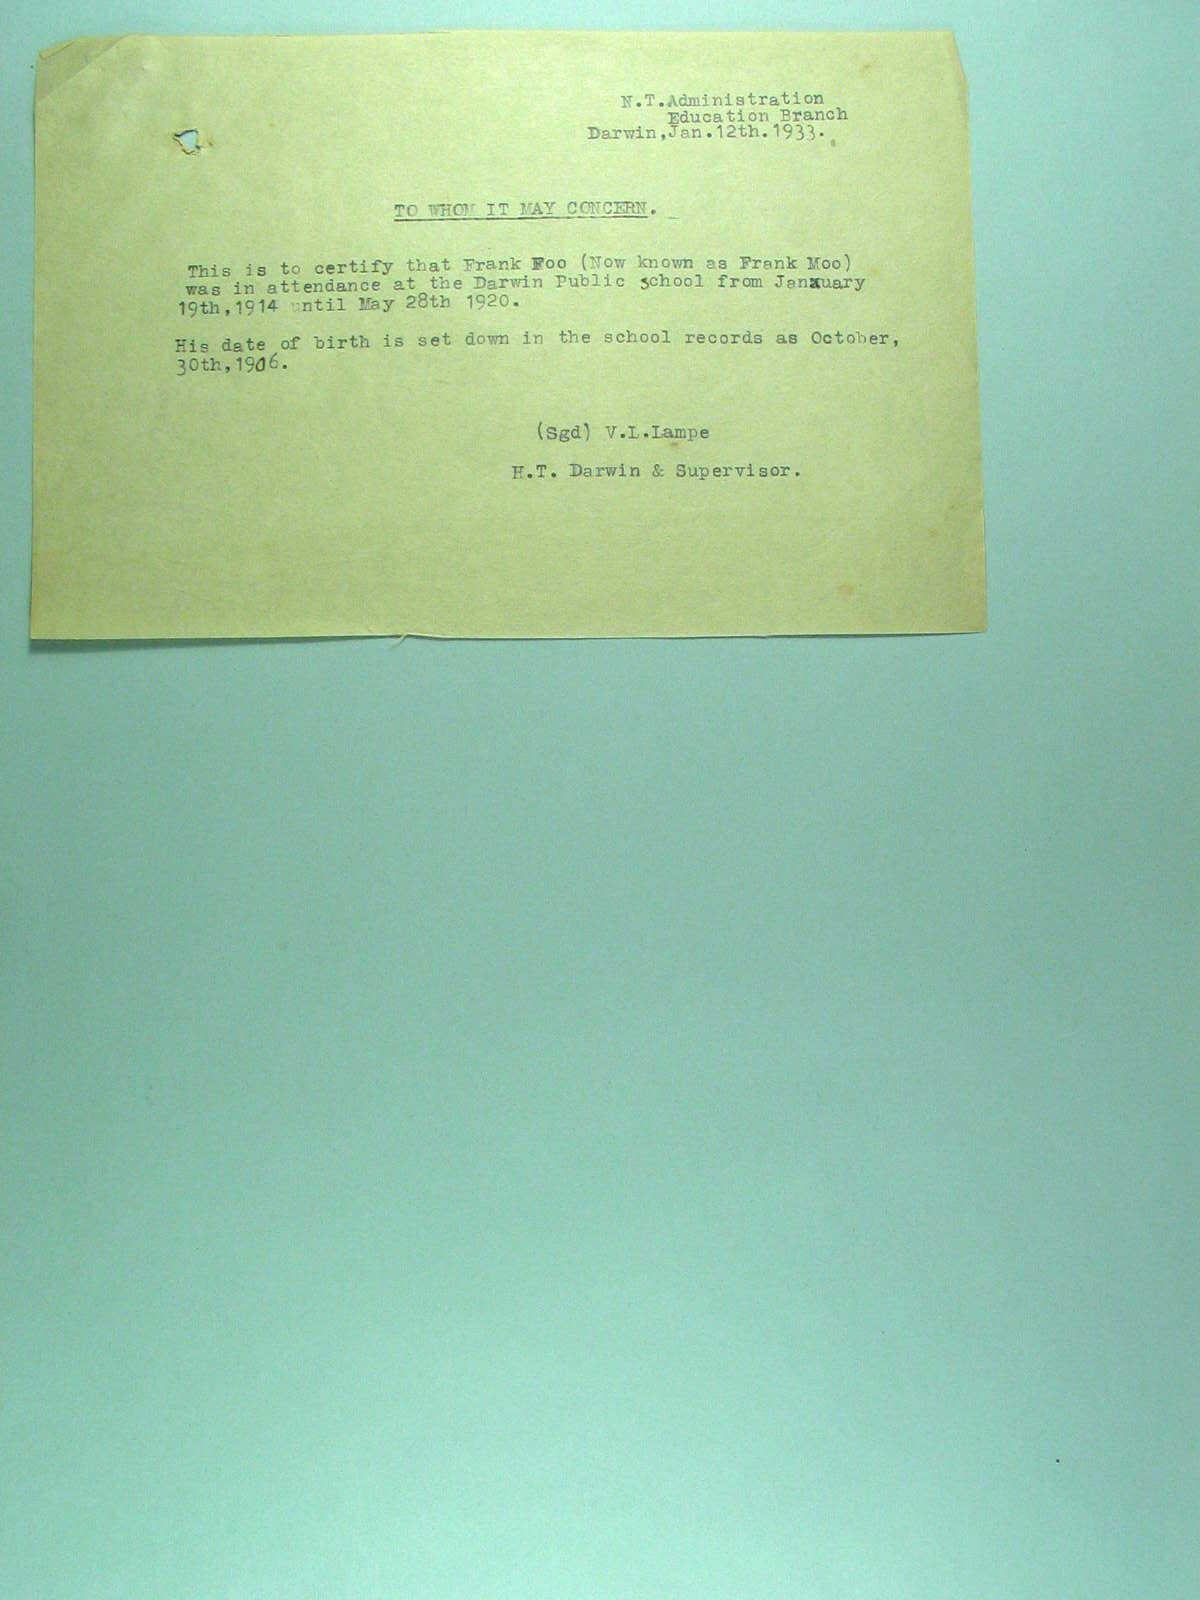 N.T.Administration
Education Branch
Darwin,Jan.12th.1933.
TO WHOM IT MAY CONCERN.
This is to certify that Frank Foo (Now known as Frank Moo)
was in attendance at the Darwin Public school from Janxuary
19th,1914 until May 28th 1920.
His date of birth is set down in the school records as October,
30th,1906.
(Sgd) V.L.Lampe
H.T. Darwin & Supervisor.